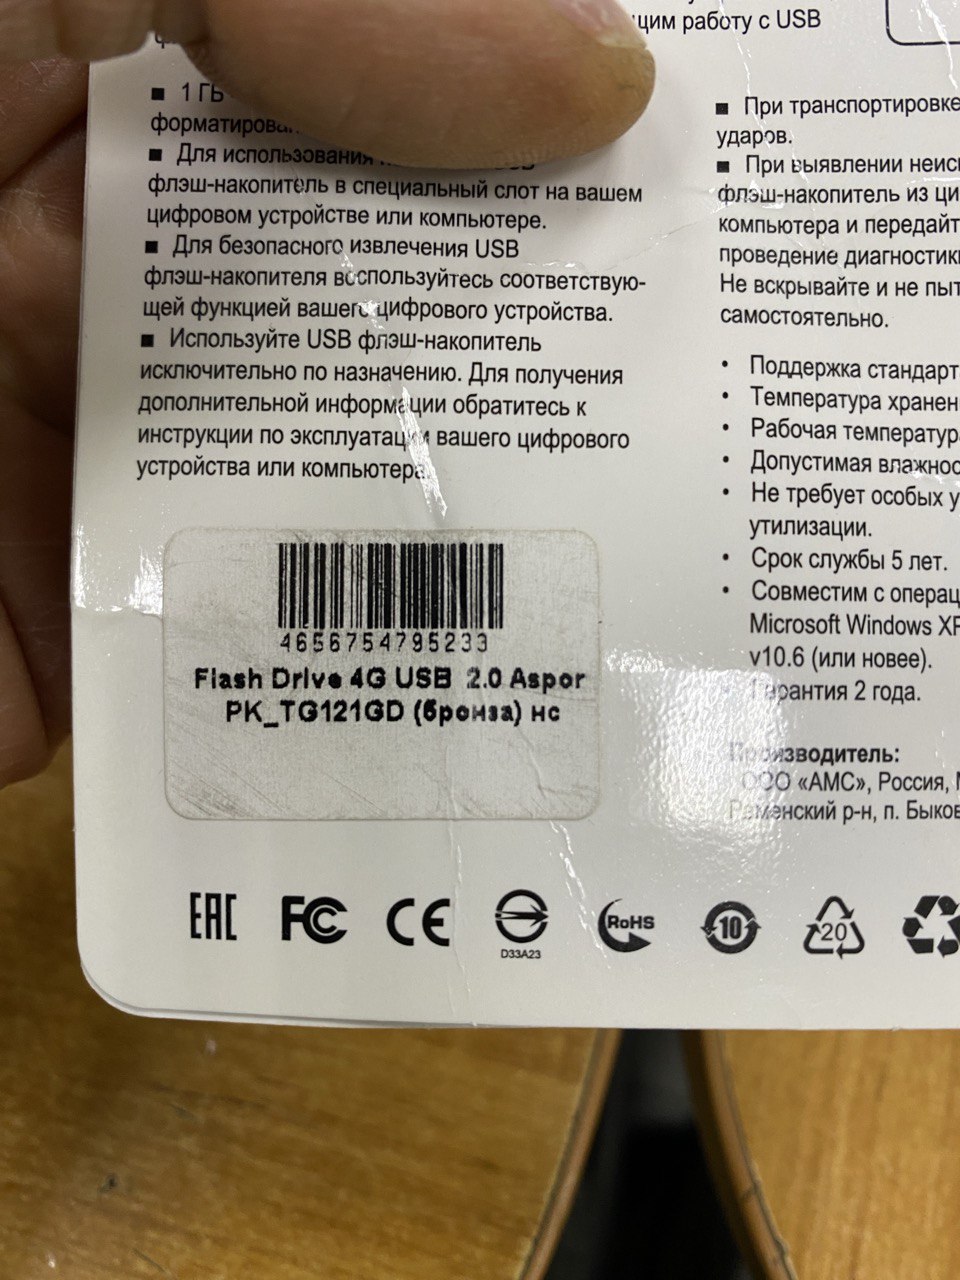 щим работу с USB
■ 1 ГБ
■ Для использования
флэш-накопитель в специальный слот на вашем
цифровом устройстве или компьютере.
■ Для безопасного извлечения USB
флэш-накопителя воспользуйтесь соответствую-
щей функцией вашего цифрового устройства.
■ Используйте USB флэш-накопитель
исключительно по назначению. Для получения
дополнительной информации обратитесь к
инструкции по эксплуатации вашего цифрового
устройства или компьютера.
4656754795233
Flash Drive 4G USB 2.0 Aspor
PK_TG121GD (бронза) нс
■ При транспортировке
ударов.
■ При выявлении неис
флэш-накопитель из ци
компьютера и передайт
проведение диагностик
Не вскрывайте и не пыт
самостоятельно.
• Поддержка стандарт
• Температура хранен
• Рабочая температур
• Допустимая влажнос
• Не требует особых у
утилизации.
• Срок службы 5 лет.
• Совместим с операц
Microsoft Windows XP
v10.6 (или новее).
• Гарантия 2 года.
Производитель:
ООО «АМС», Россия, М
Раменский р-н, п. Быков
EAC FC CE D33A23 RoHS 10 20